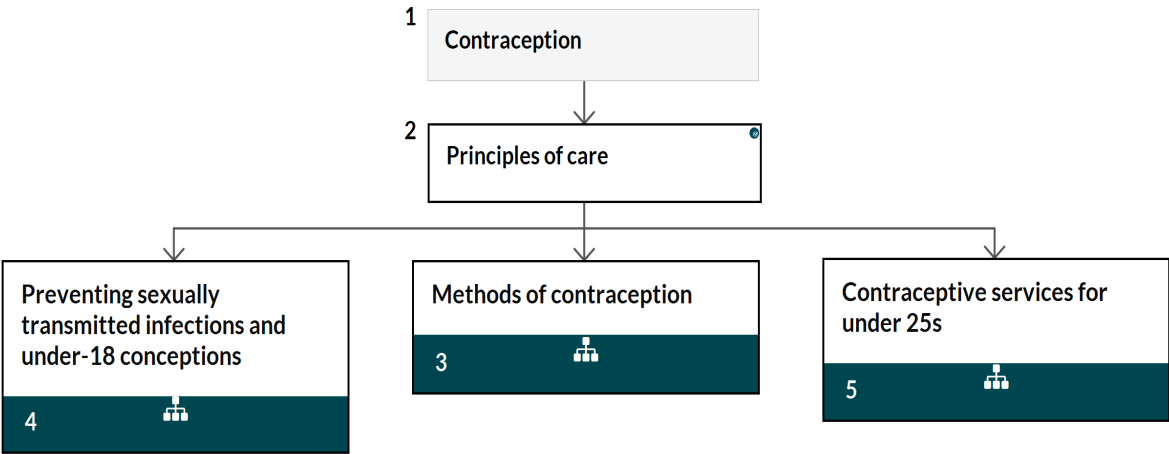 1
Contraception
2
Principles of care
Preventing sexually
transmitted infections and
under-18 conceptions
4
Methods of contraception
3
Contraceptive services for
under 25s
5